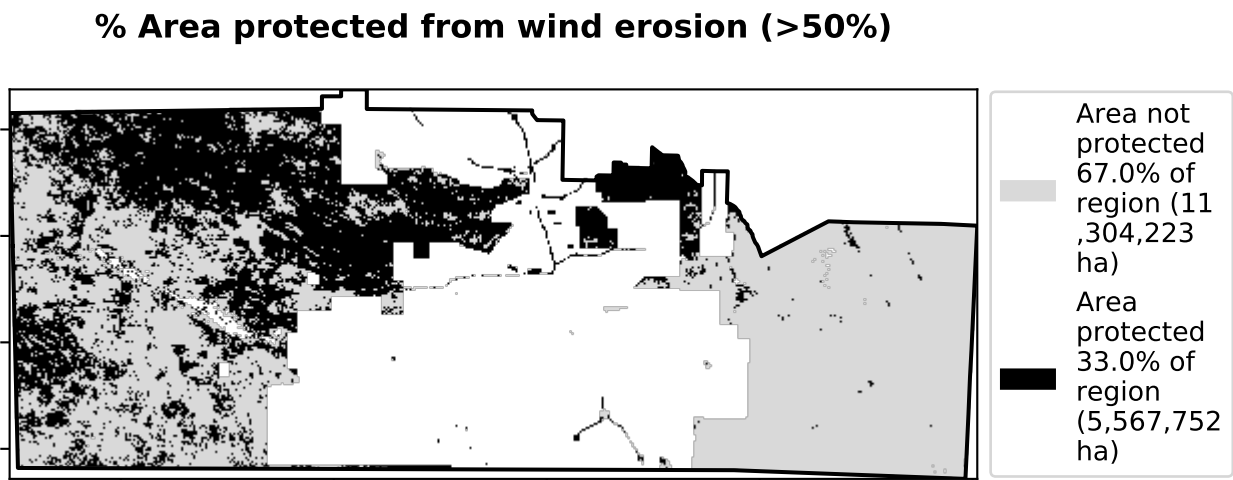 % Area protected from wind erosion (>50%)
Area not
protected
67.0% of
region (11
,304,223
ha)
Area
protected
33.0% of
region
(5,567,752
ha)